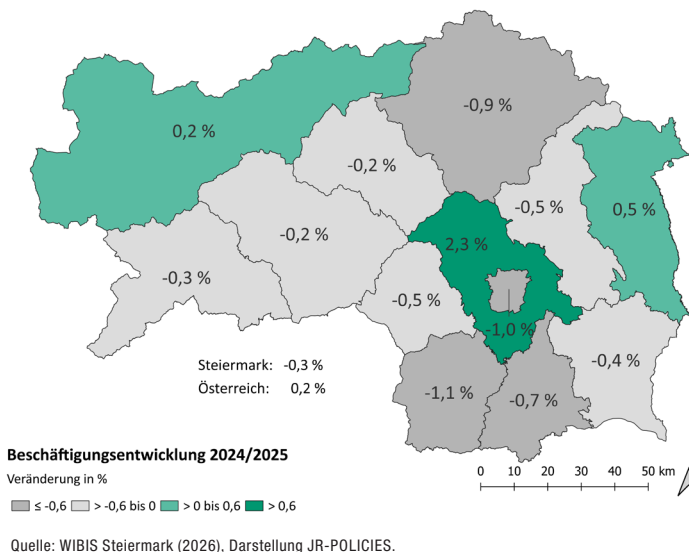 -0,9 %
0,2 %
-0,2 %
-0,5 %
0,5 %
2,3 %
-0,2 %
-0,3 %
-0,5 %
-1,0 %
-0,4 %
-1,1 %
-0,7 %
Steiermark: -0,3 %
Österreich: 0,2 %
Beschäftigungsentwicklung 2024/2025
Veränderung in %
≤ -0,6 > -0,6 bis 0 > 0 bis 0,6 > 0,6
0 10 20 30 40 50 km
Quelle: WIBIS Steiermark (2026), Darstellung JR-POLICIES.